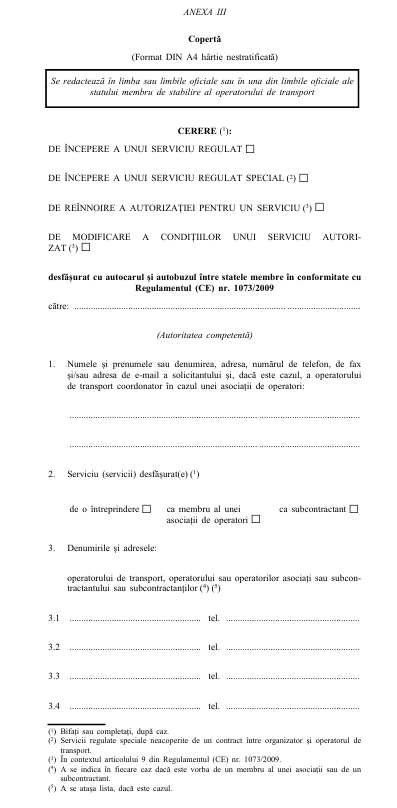 ANEXA III
Copertă
(Format DIN A4 hârtie nestratificată)
Se redactează în limba sau limbile oficiale sau în una din limbile oficiale ale
statului membru de stabilire al operatorului de transport
CERERE (1):
DE ÎNCEPERE A UNUI SERVICIU REGULAT □
DE ÎNCEPERE A UNUI SERVICIU REGULAT SPECIAL (2) □
DE REÎNNOIRE A AUTORIZAȚIEI PENTRU UN SERVICIU (3) □
DE MODIFICARE A CONDIȚIILOR UNUI SERVICIU AUTORI-
ZAT (3) □
desfășurat cu autocarul și autobuzul între statele membre în conformitate cu
Regulamentul (CE) nr. 1073/2009
către: ..........................................................................................
(Autoritatea competentă)
1. Numele și prenumele sau denumirea, adresa, numărul de telefon, de fax
și/sau adresa de e-mail a solicitantului și, dacă este cazul, a operatorului
de transport coordonator în cazul unei asociații de operatori:
..........................................................................................
..........................................................................................
2. Serviciu (servicii) desfășurat(e) (1)
de o întreprindere □ ca membru al unei ca subcontractant □
asociații de operatori □
3. Denumirile și adresele:
operatorului de transport, operatorului sau operatorilor asociați sau subcon-
tractantului sau subcontractanților (4) (5)
3.1 ............................................. tel. .............................................
3.2 ............................................. tel. .............................................
3.3 ............................................. tel. .............................................
3.4 ............................................. tel. .............................................
(1) Bifați sau completați, după caz.
(2) Servicii regulate speciale neacoperite de un contract între organizator și operatorul de
transport.
(3) În contextul articolului 9 din Regulamentul (CE) nr. 1073/2009.
(4) A se indica în fiecare caz dacă este vorba de un membru al unei asociații sau de un
subcontractant.
(5) A se atașa lista, dacă este cazul.